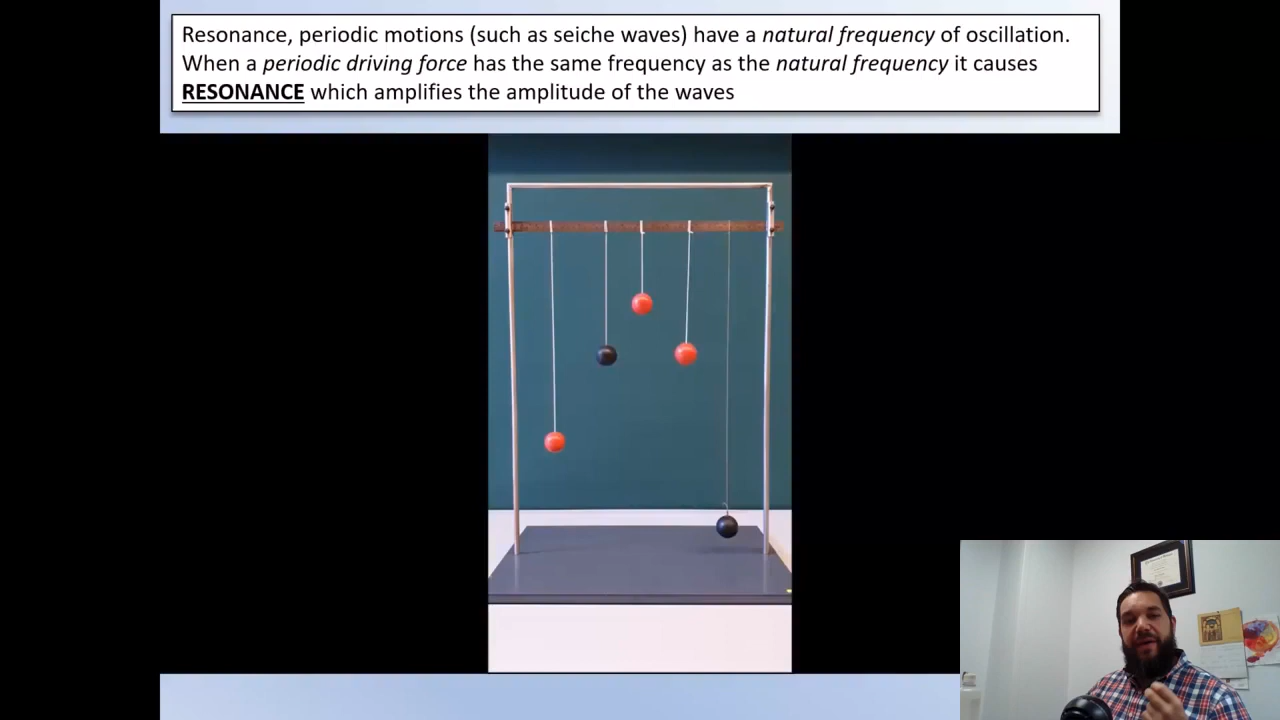 Resonance, periodic motions (such as seiche waves) have a natural frequency of oscillation.
When a periodic driving force has the same frequency as the natural frequency it causes
RESONANCE which amplifies the amplitude of the waves